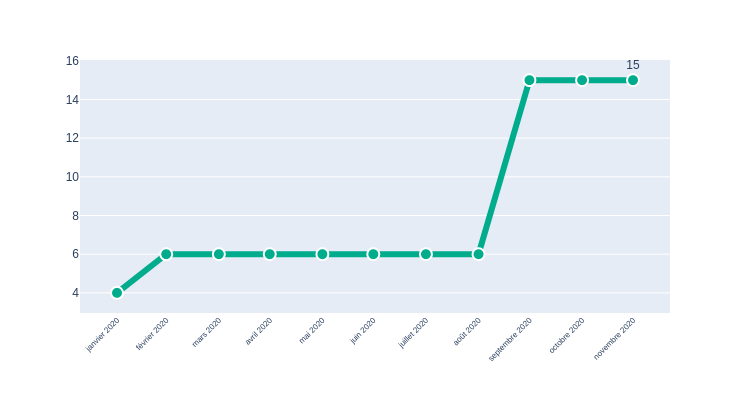 16
15
14
12
10
8
6
4
janvier 2020
février 2020
mars 2020
avril 2020
mai 2020
juin 2020
juillet 2020
août 2020
septembre 2020
octobre 2020
novembre 2020